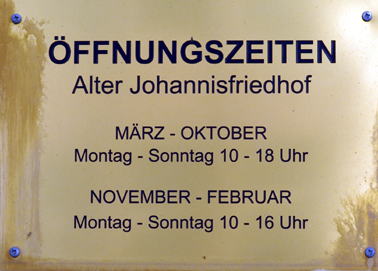 ÖFFNUNGSZEITEN
Alter Johannisfriedhof
MÄRZ - OKTOBER
Montag - Sonntag 10 - 18 Uhr
NOVEMBER - FEBRUAR
Montag - Sonntag 10 - 16 Uhr